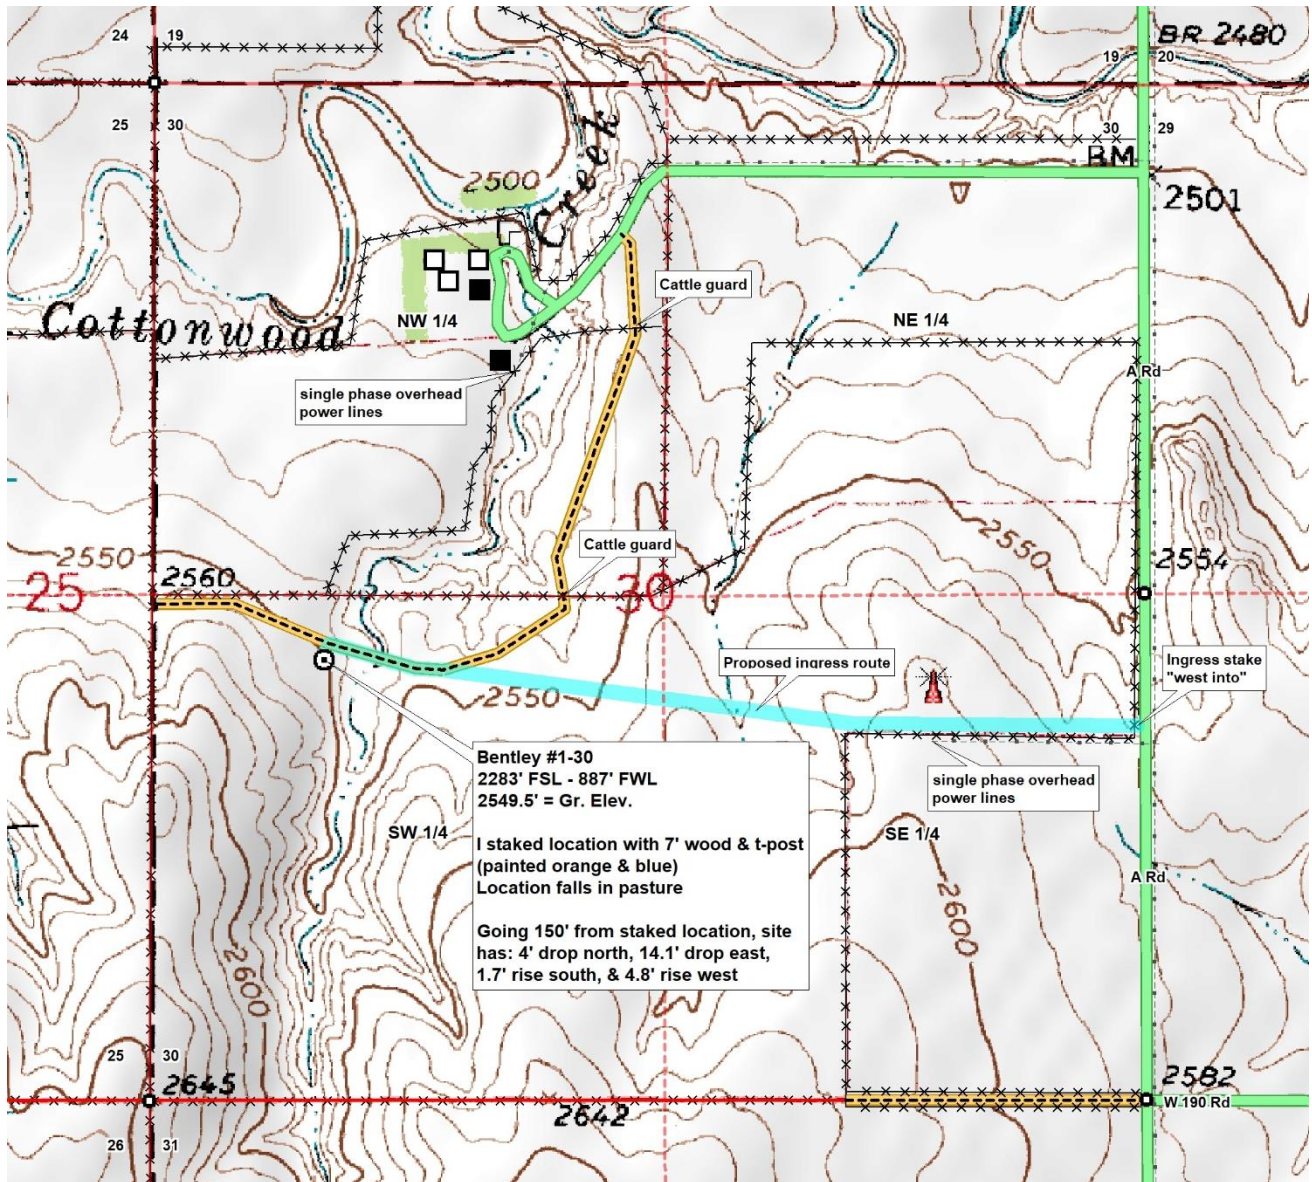 24
19
BR 2480
19
20
25
30
30
29
BM
2500
Creek
2501
Cattle guard
Cottonwood
NW 1/4
NE 1/4
A Rd
single phase overhead
power lines
2550
2550
Cattle guard
2554
2560
25
30
Proposed ingress route
Ingress stake
"west into"
2550
Bentley #1-30
2283' FSL - 887' FWL
2549.5' = Gr. Elev.
I staked location with 7' wood & t-post
(painted orange & blue)
Location falls in pasture
Going 150' from staked location, site
has: 4' drop north, 14.1' drop east,
1.7' rise south, & 4.8' rise west
single phase overhead
power lines
SW 1/4
SE 1/4
A Rd
2600
2600
25
30
2645
2642
2582
W 190 Rd
26
31